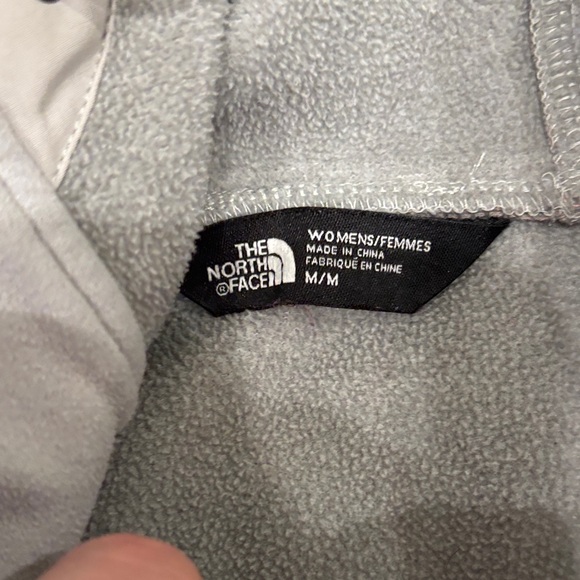 THE
NORTH
®FACE
WOMENS/FEMMES
MADE IN CHINA
FABRIQUÉ EN CHINE
M/M